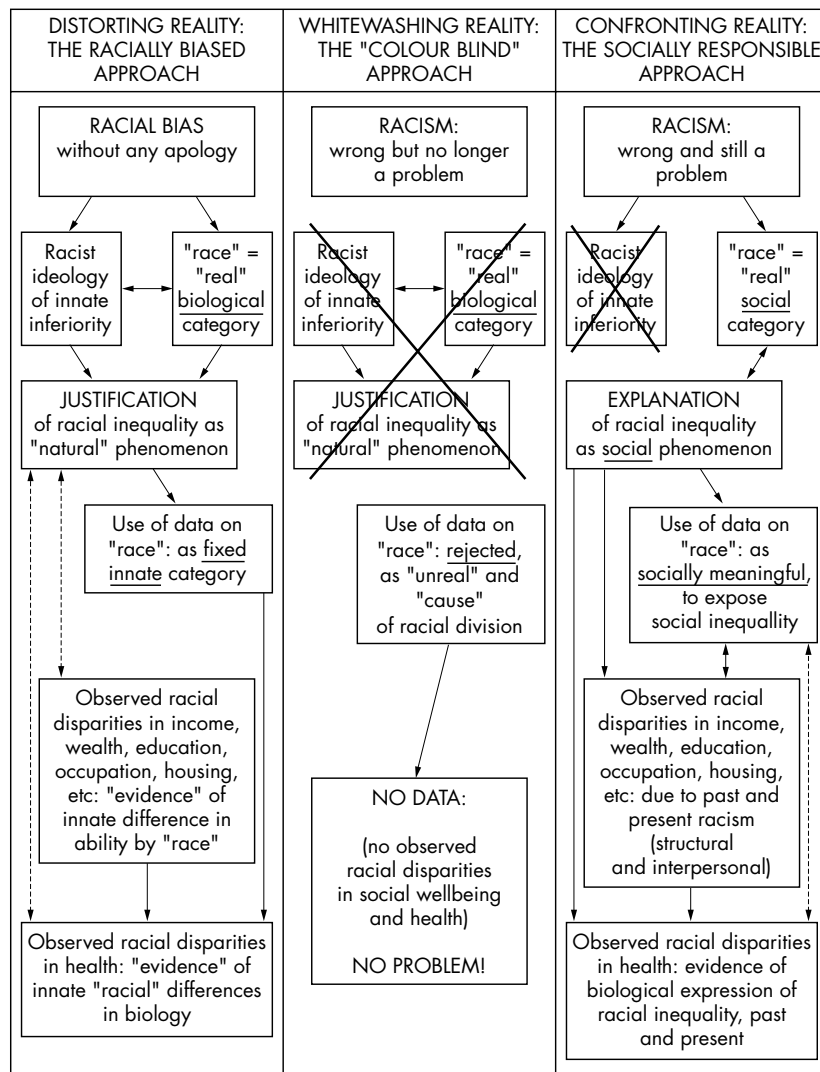 DISTORTING REALITY:
THE RACIALLY BIASED
APPROACH
RACIAL BIAS
without any apology
Racist
ideology
of innate
inferiority
"race" =
"real"
biological
category
JUSTIFICATION
of racial inequality as
"natural" phenomenon
Use of data on
"race": as fixed
innate category
Observed racial
disparities in income,
wealth, education,
occupation, housing,
etc: "evidence" of
innate difference in
ability by "race"
Observed racial disparities
in health: "evidence" of
innate "racial" differences
in biology
WHITEWASHING REALITY:
THE "COLOUR BLIND"
APPROACH
RACISM:
wrong but no longer
a problem
Racist
ideology
of innate
inferiority
"race" =
"real"
biological
category
JUSTIFICATION
of racial inequality as
"natural" phenomenon
Use of data on
"race": rejected,
as "unreal" and
"cause"
of racial division
NO DATA:
(no observed
racial disparities
in social wellbeing
and health)
NO PROBLEM!
CONFRONTING REALITY:
THE SOCIALLY RESPONSIBLE
APPROACH
RACISM:
wrong and still a
problem
Racist
ideology
of innate
inferiority
"race" =
"real"
social
category
EXPLANATION
of racial inequality
as social phenomenon
Use of data on
"race": as
socially meaningful,
to expose
social inequallity
Observed racial
disparities in income,
wealth, education,
occupation, housing,
etc: due to past and
present racism
(structural
and interpersonal)
Observed racial disparities
in health: evidence of
biological expression of
racial inequality, past
and present